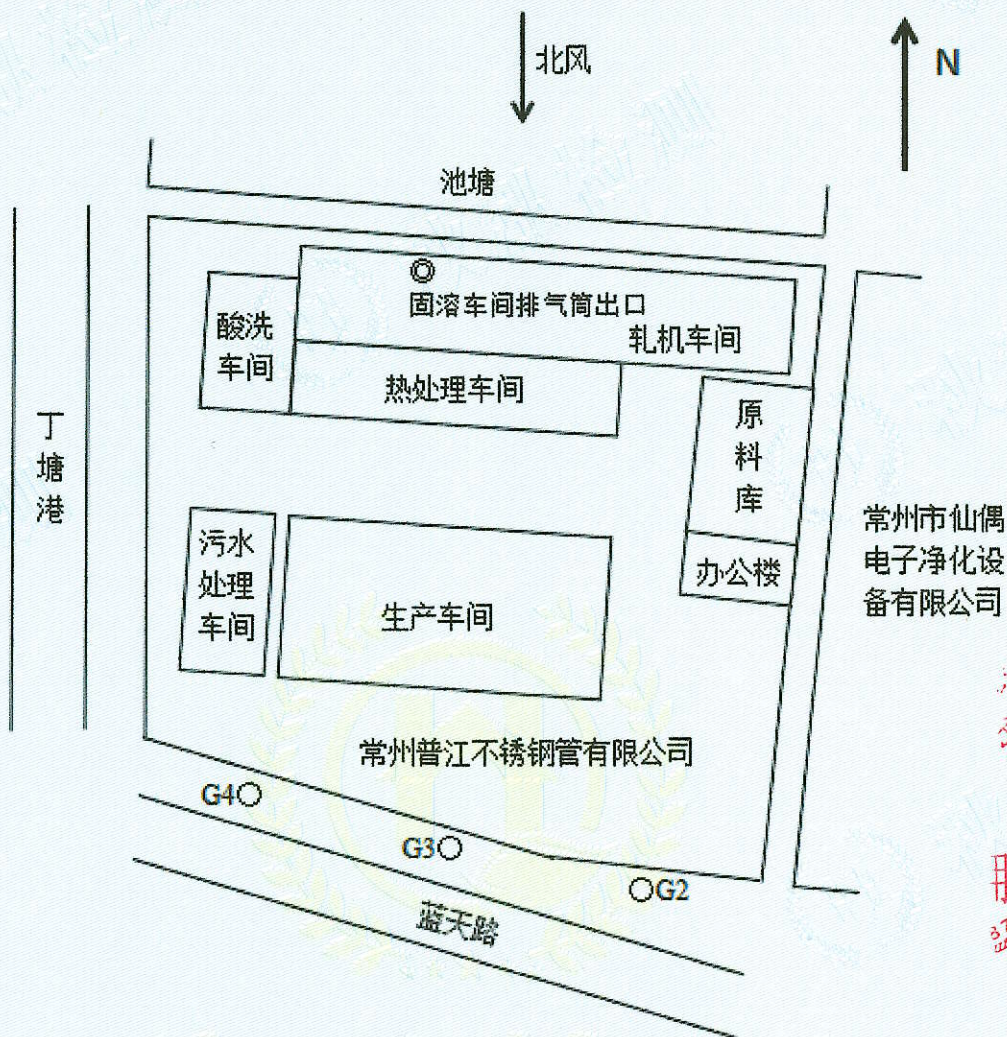 北风
N
池塘
固溶车间排气筒出口
轧机车间
酸洗
车间
热处理车间
原
料
库
丁
塘
港
常州市仙偶
电子净化设
备有限公司
污水
处理
车间
生产车间
办公楼
常州普江不锈钢管有限公司
G4
G3
G2
蓝天路